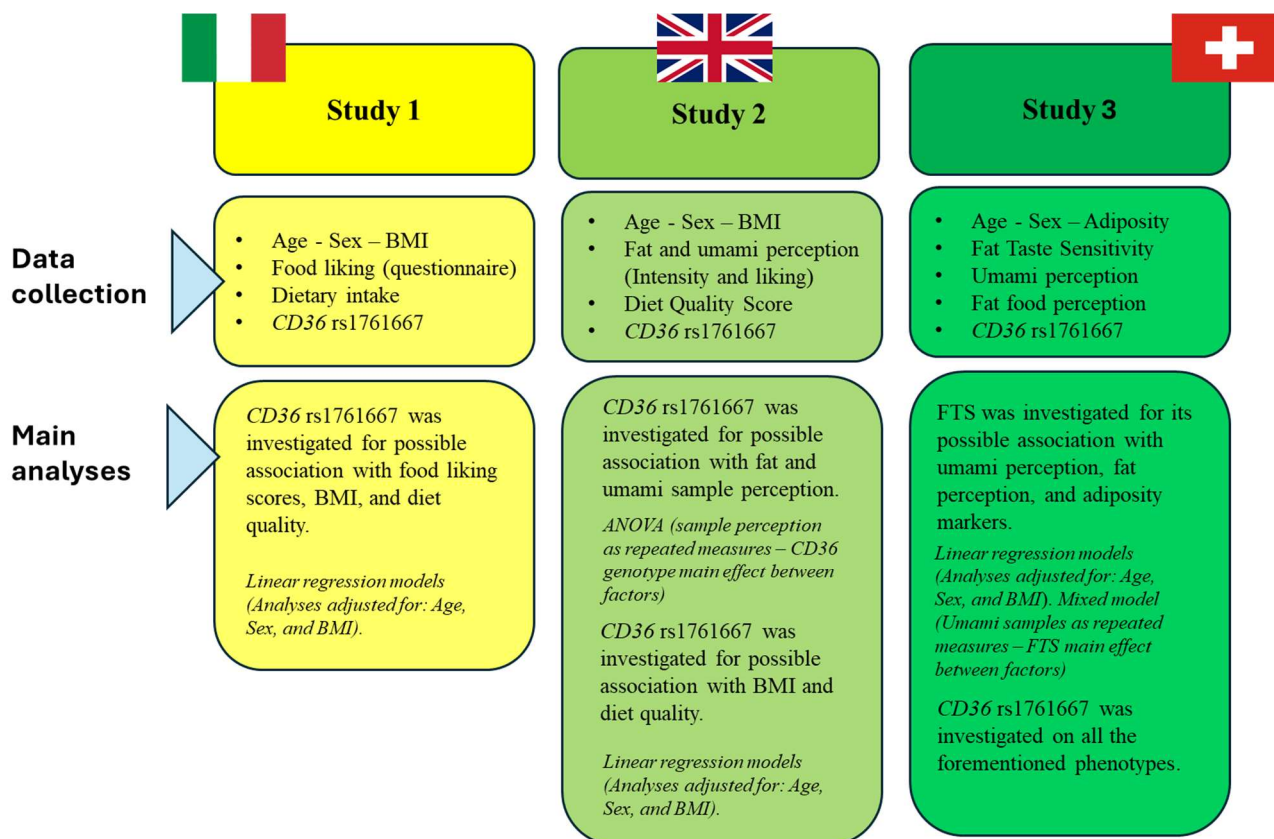 Study 1
Study 2
Study 3
Data
collection
• Age - Sex – BMI
• Food liking (questionnaire)
• Dietary intake
• CD36 rs1761667
• Age - Sex – BMI
• Fat and umami perception
(Intensity and liking)
• Diet Quality Score
• CD36 rs1761667
• Age - Sex – Adiposity
• Fat Taste Sensitivity
• Umami perception
• Fat food perception
• CD36 rs1761667
Main
analyses
CD36 rs1761667 was
investigated for possible
association with food liking
scores, BMI, and diet
quality.
Linear regression models
(Analyses adjusted for: Age,
Sex, and BMI).
CD36 rs1761667 was
investigated for possible
association with fat and
umami sample perception.
ANOVA (sample perception
as repeated measures – CD36
genotype main effect between
factors)
CD36 rs1761667 was
investigated for possible
association with BMI and
diet quality.
Linear regression models
(Analyses adjusted for: Age,
Sex, and BMI).
FTS was investigated for its
possible association with
umami perception, fat
perception, and adiposity
markers.
Linear regression models
(Analyses adjusted for: Age,
Sex, and BMI). Mixed model
(Umami samples as repeated
measures – FTS main effect
between factors)
CD36 rs1761667 was
investigated on all the
forementioned phenotypes.